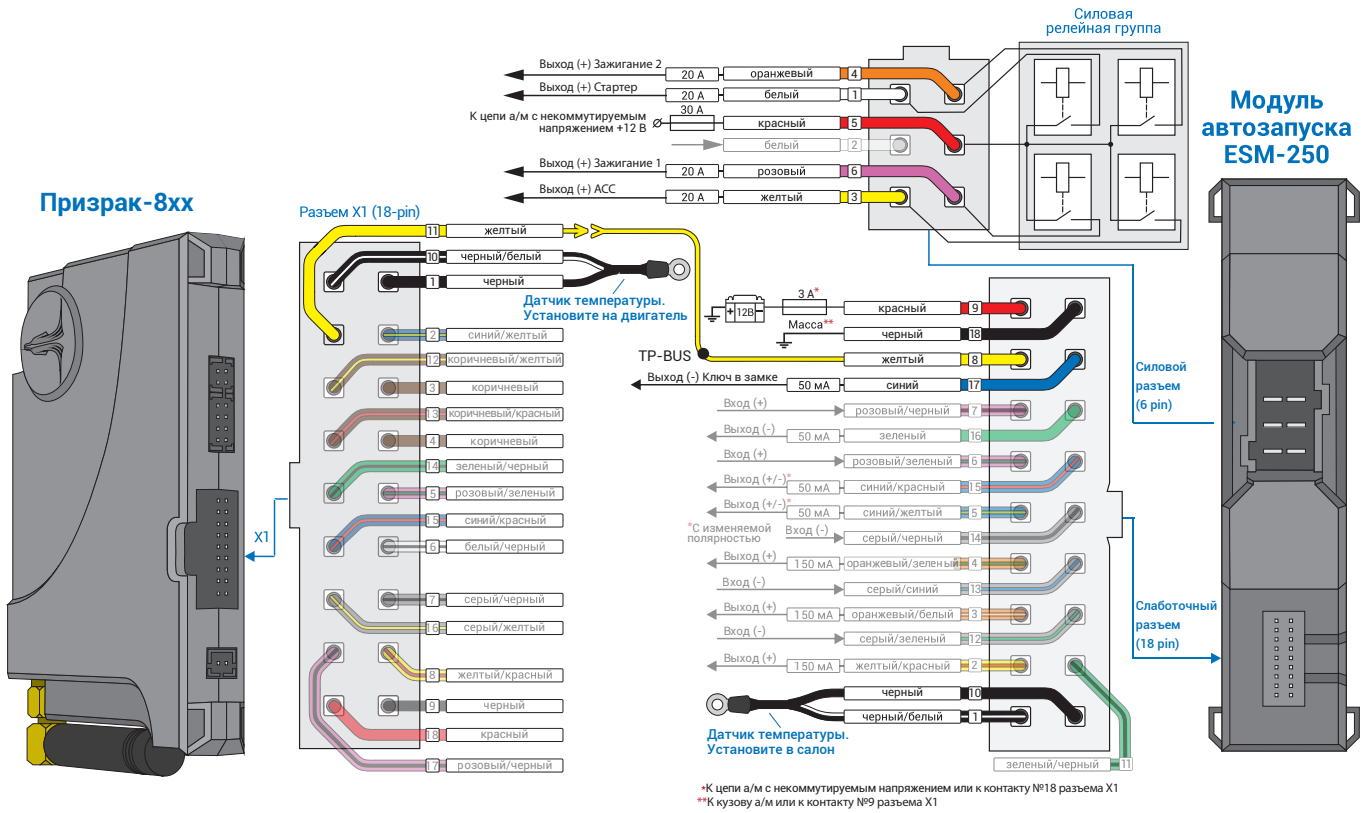 Силовая
релейная группа
Модуль
автозапуска
ESM-250
Призрак-8xx
Выход (+) Зажигание 2
20 А
оранжевый
4
Выход (+) Стартер
20 А
белый
1
К цепи а/м с некоммутируемым
напряжением +12 В
30 А
красный
5
белый
2
Выход (+) Зажигание 1
20 А
розовый
6
Выход (+) АСС
20 А
желтый
3
Разъем X1 (18-pin)
11
желтый
10
черный/белый
1
черный
Датчик температуры.
Установите на двигатель
2
синий/желтый
12
коричневый/желтый
3
коричневый
13
коричневый/красный
4
коричневый
14
зеленый/черный
5
розовый/зеленый
15
синий/красный
6
белый/черный
7
серый/черный
16
серый/желтый
8
желтый/красный
9
черный
18
красный
17
розовый/черный
X1
12В
3 А*
красный
9
Масса**
черный
18
TP-BUS
желтый
8
Выход (-) Ключ в замке
50 мА
синий
17
Вход (+)
розовый/черный
7
Выход (-)
50 мА
зеленый
16
Вход (+)
розовый/зеленый
6
Выход (+/-)*
50 мА
синий/красный
15
Выход (+/-)*
50 мА
синий/желтый
5
*С изменяемой
полярностью
Вход (-)
серый/черный
14
Выход (+)
150 мА
оранжевый/зеленый
4
Вход (-)
серый/синий
13
Выход (+)
150 мА
оранжевый/белый
3
Вход (-)
серый/зеленый
12
Выход (+)
150 мА
желтый/красный
2
черный
10
черный/белый
1
Датчик температуры.
Установите в салон
зеленый/черный
11
Силовой
разъем
(6 pin)
Слаботочный
разъем
(18 pin)
*К цепи а/м с некоммутируемым напряжением или к контакту №18 разъема X1
**К кузову а/м или к контакту №9 разъема X1